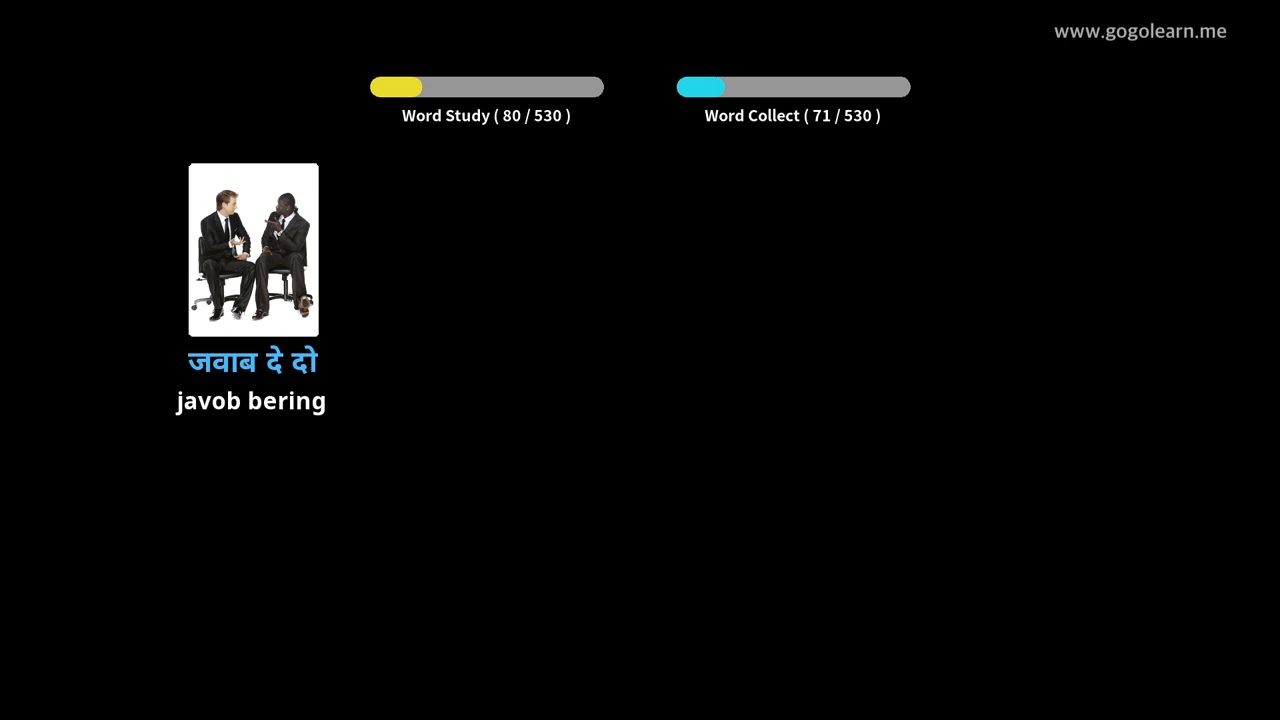 www.gogolearn.me
Word Study ( 80 / 530 )
Word Collect ( 71 / 530 )
जवाब दे दो
javob bering